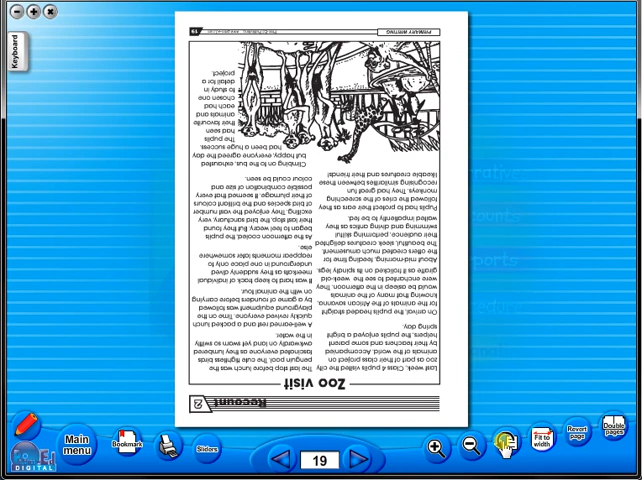 Keyboard
Recount
2
Zoo visit
Last week, Class 4 pupils visited the city
zoo as part of their class project on
animals of the world. Accompanied
by their teachers and some parent
helpers, the pupils enjoyed a bright
spring day.
On arrival, the pupils headed straight
for the animals of the African savanna,
knowing that many of the animals
would be asleep in the afternoon. They
were enchanted to see the week-old
giraffe as it tricked on its spindly legs.
About mid-morning, feeding time for
the otters created much amusement.
The beautiful, sleek creatures delighted
their audience, performing skilful
swimming and diving antics as they
waited impatiently to be fed.
Pupils had to protect their ears as they
followed the cries of the screeching
monkeys. They had great fun
recognising similarities between these
likeable creatures and their friends!
The last stop before lunch was the
penguin pool. The cute flightless birds
fascinated everyone as they lumbered
awkwardly on land yet swam so swiftly
in the water.
A well-earned rest and a packed lunch
quickly revived everyone. Time on the
playground equipment was followed
by a game of rounders before carrying
on with the animal tour.
It was hard to keep track of individual
meerkats as they suddenly dived
underground in one place only to
reappear moments later somewhere
else.
As the afternoon cooled, the pupils
began to feel weary. But they found
their last stop, the bird sanctuary, very
exciting. They enjoyed the vast number
of bird species and the brilliant colours
of their plumage. It seemed that every
possible combination of size and
colour could be seen.
Climbing on to the bus, exhausted
but happy, everyone agreed the day
had been a huge success.
The pupils
had seen
their favourite
animals and
each had
chosen one
to study in
detail for a
project.
PRIMARY WRITING
19
Main
menu
Bookmark
Sliders
19
Fit to
width
Revert
page
Double
pages
DIGITAL